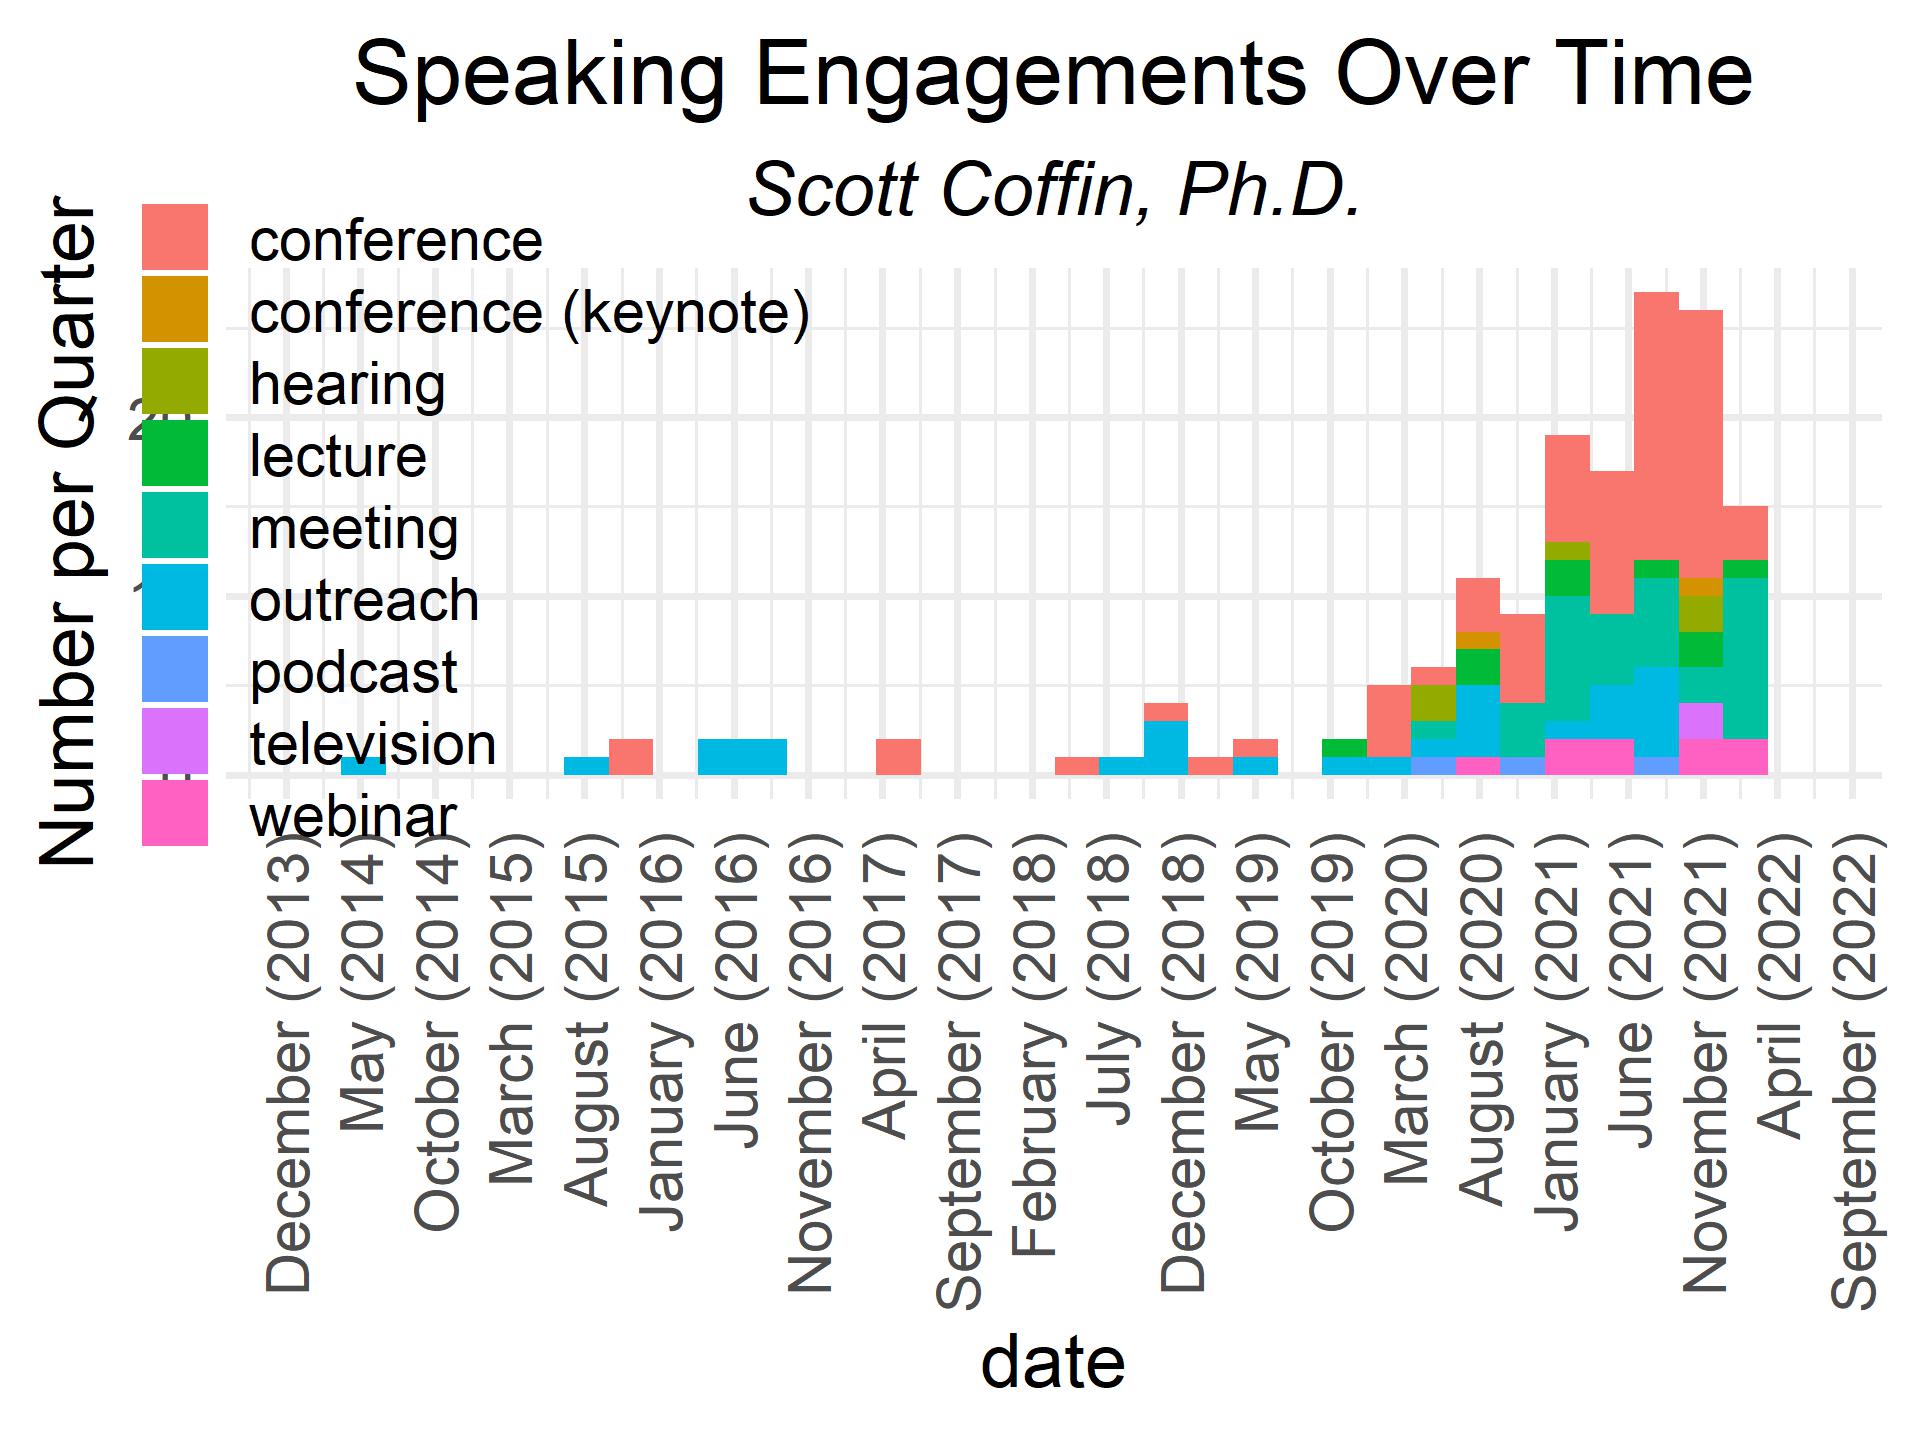 Speaking Engagements Over Time
Scott Coffin, Ph.D.
Number per Quarter
conference
conference (keynote)
hearing
lecture
meeting
outreach
podcast
television
webinar
December (2013)
May (2014)
October (2014)
March (2015)
August (2015)
January (2016)
June (2016)
November (2016)
April (2017)
September (2017)
February (2018)
July (2018)
December (2018)
May (2019)
October (2019)
March (2020)
August (2020)
January (2021)
June (2021)
November (2021)
April (2022)
September (2022)
date